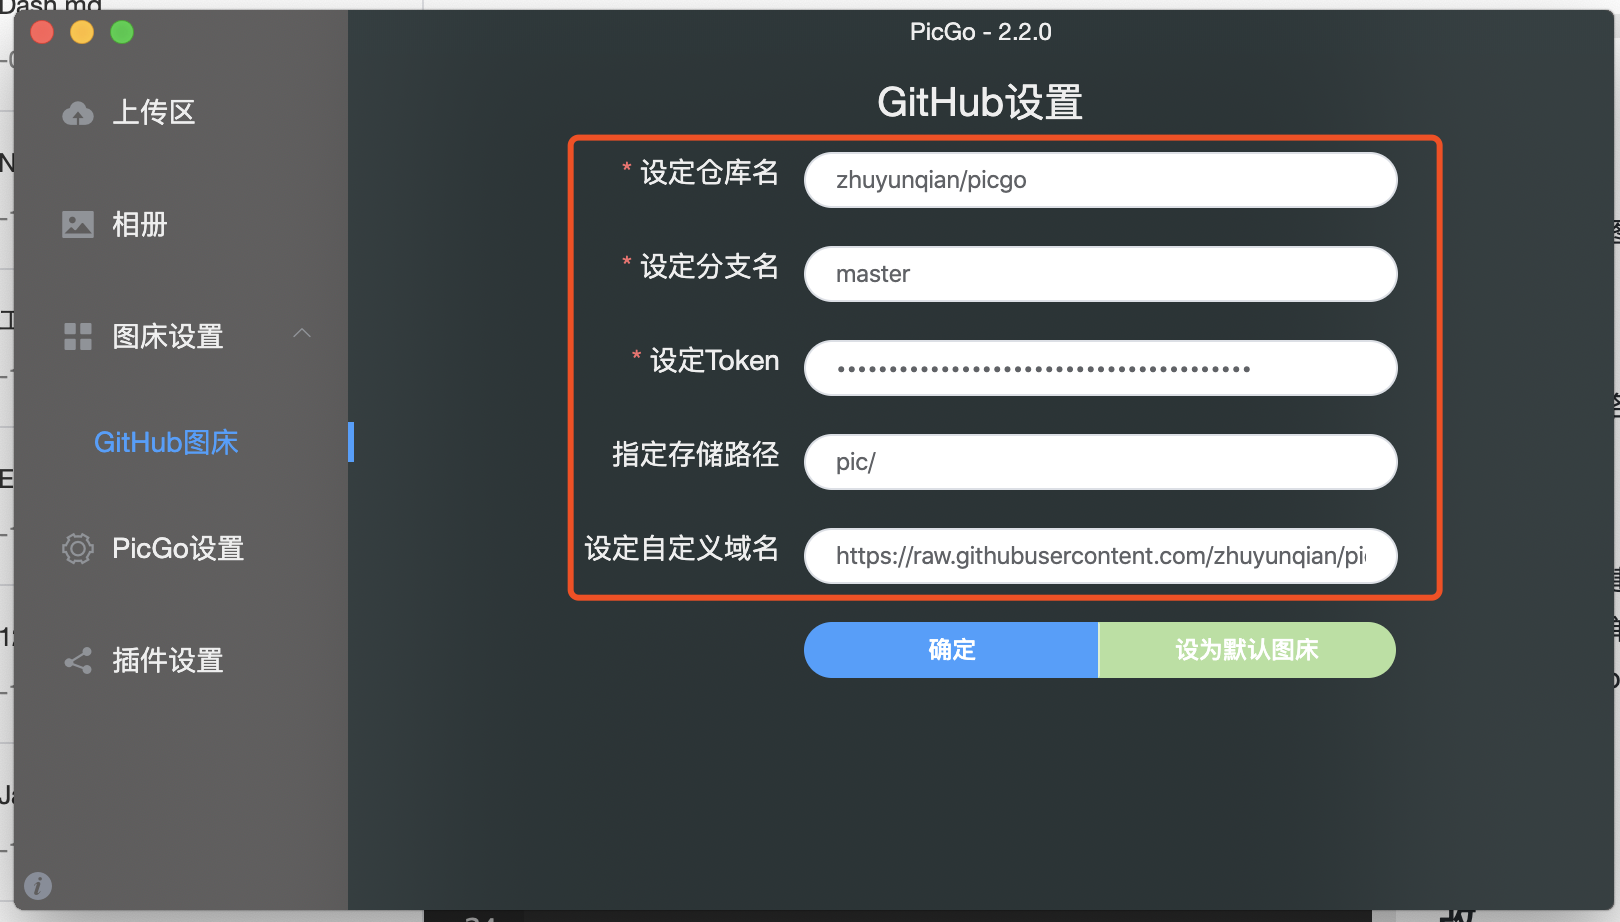 Dash.md
PicGo - 2.2.0
上传区
相册
图床设置
GitHub图床
PicGo设置
插件设置
GitHub设置
* 设定仓库名
zhuyunqian/picgo
* 设定分支名
master
* 设定Token
•••••••••••••••••••••••••••••••••••••••
指定存储路径
pic/
设定自定义域名
https://raw.githubusercontent.com/zhuyunqian/pi
确定
设为默认图床